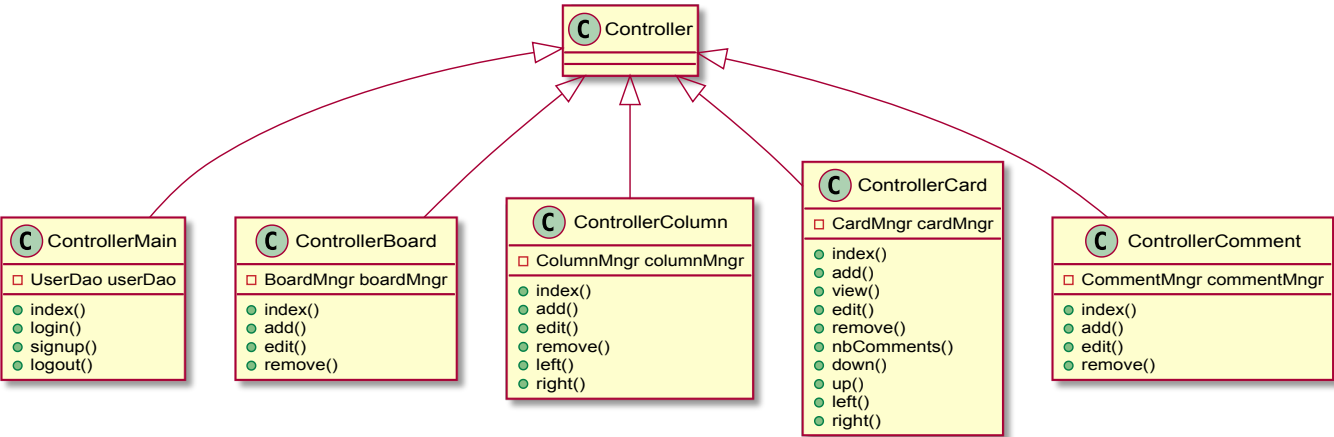 C Controller
C ControllerMain
UserDao userDao
index()
login()
signup()
logout()
C ControllerBoard
BoardMngr boardMngr
index()
add()
edit()
remove()
C ControllerColumn
ColumnMngr columnMngr
index()
add()
edit()
remove()
left()
right()
C ControllerCard
CardMngr cardMngr
index()
add()
view()
edit()
remove()
nbComments()
down()
up()
left()
right()
C ControllerComment
CommentMngr commentMngr
index()
add()
edit()
remove()